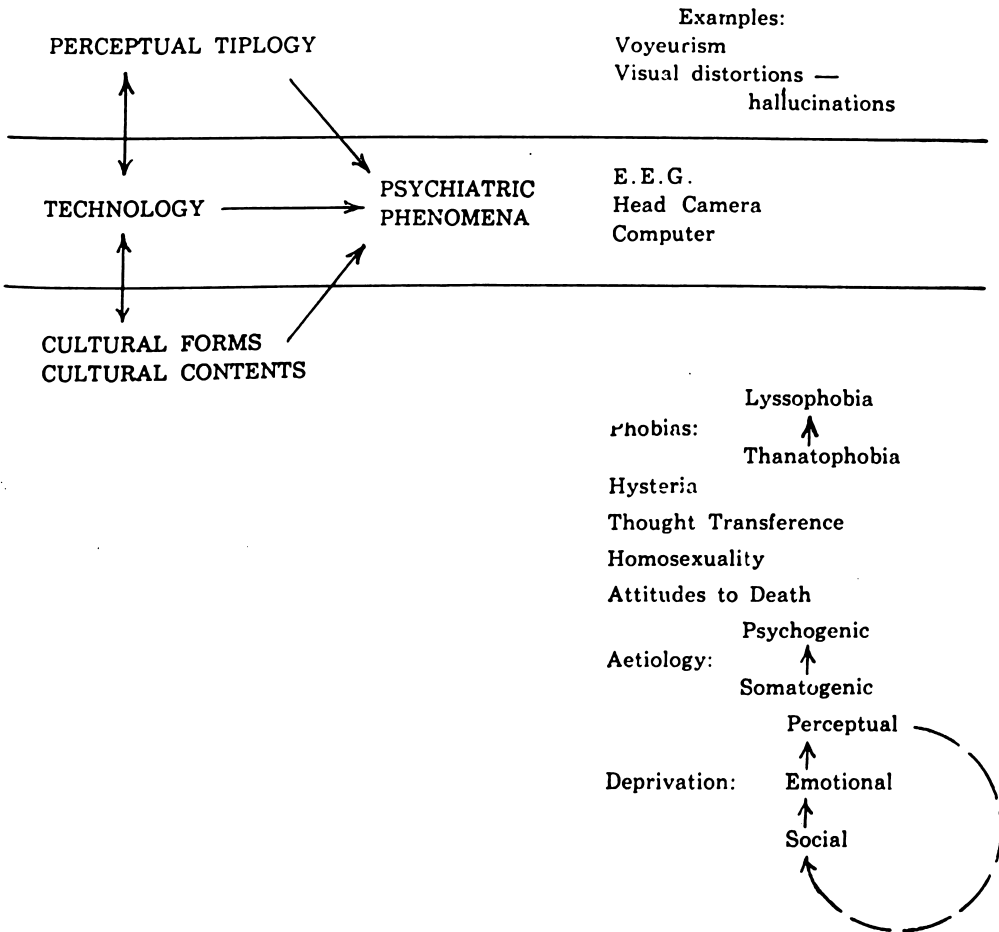 Examples:
PERCEPTUAL TIPLOGY
Voyeurism
Visual distortions —
hallucinations
TECHNOLOGY
PSYCHIATRIC
PHENOMENA
E.E.G.
Head Camera
Computer
CULTURAL FORMS
CULTURAL CONTENTS
Lyssophobia
Phobias:
Thanatophobia
Hysteria
Thought Transference
Homosexuality
Attitudes to Death
Psychogenic
Aetiology:
Somatogenic
Perceptual
Deprivation: Emotional
Social